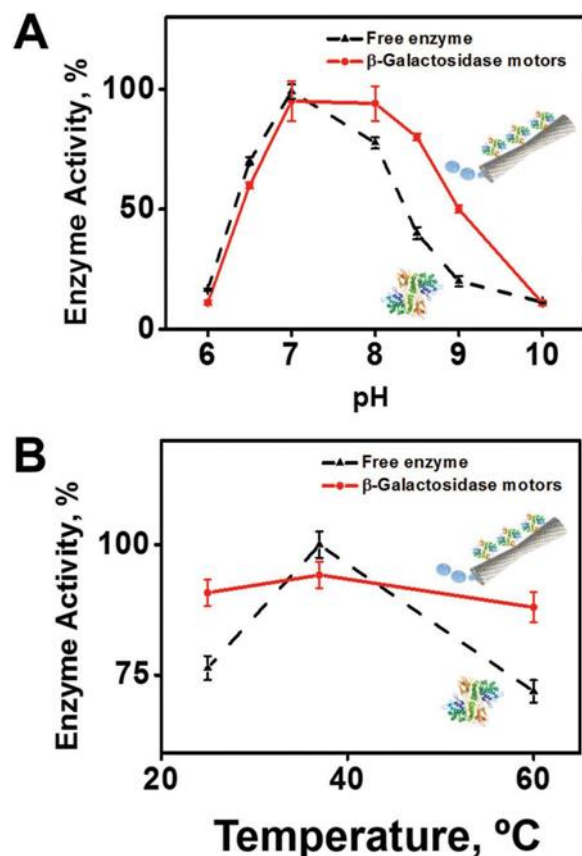 A
Free enzyme
β-Galactosidase motors
Enzyme Activity, %
100
50
0
6 7 8 9 10
pH
B
Free enzyme
β-Galactosidase motors
Enzyme Activity, %
100
75
20 40 60
Temperature, ºC